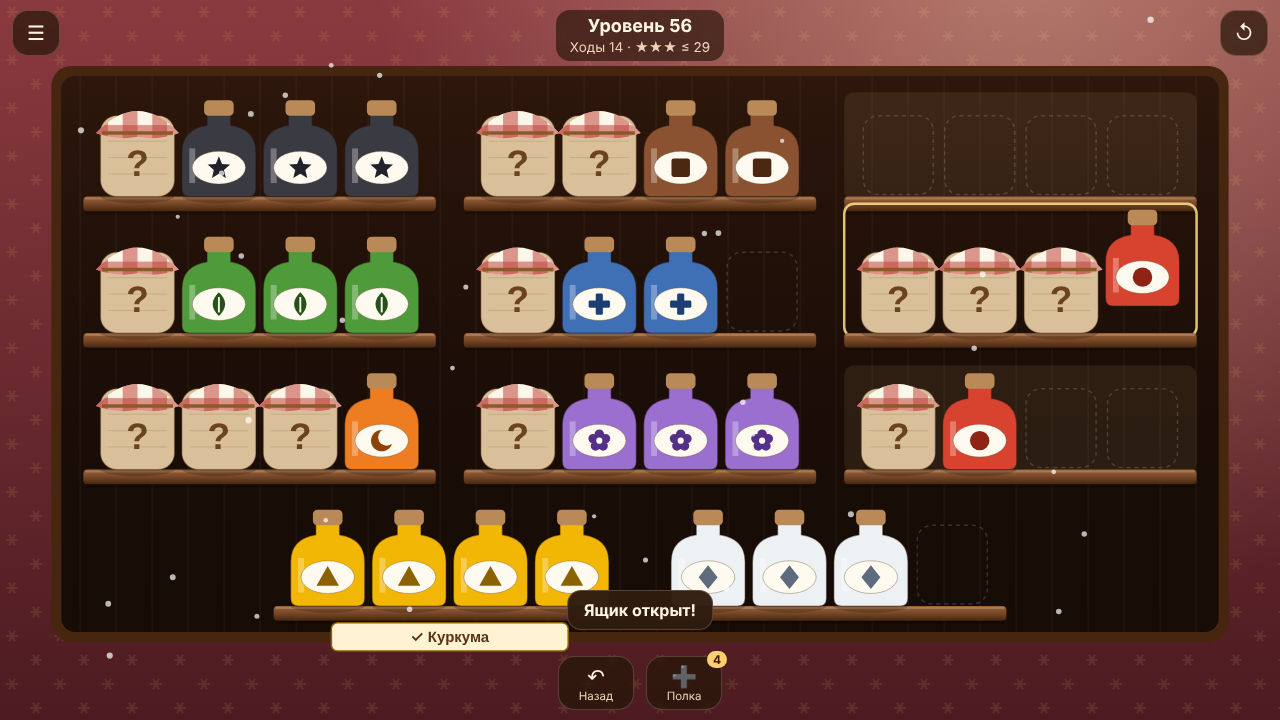 Уровень 56
Ходы 14 · ★★★ ≤ 29
? ? ?
? ? ? ? ?
? ? ? ? ?
Ящик открыт!
✓ Куркума
4
Назад
Полка